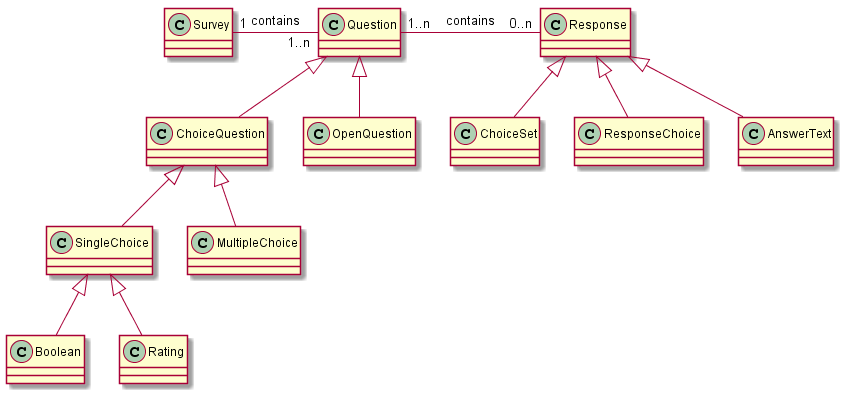 C Survey
1 contains
1..n
C Question
1..n contains 0..n
C Response
C ChoiceQuestion
C OpenQuestion
C ChoiceSet
C ResponseChoice
C AnswerText
C SingleChoice
C MultipleChoice
C Boolean
C Rating